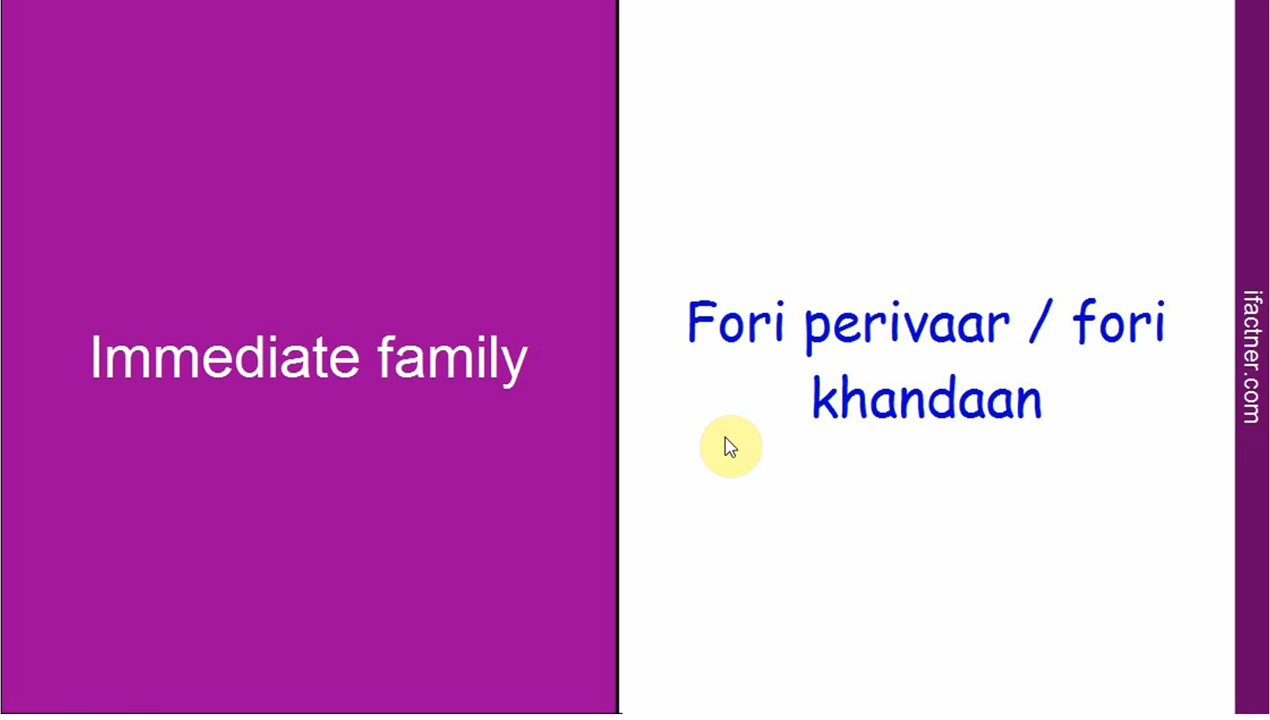 Immediate family
Fori perivaar / fori
khandaan
ifactner.com